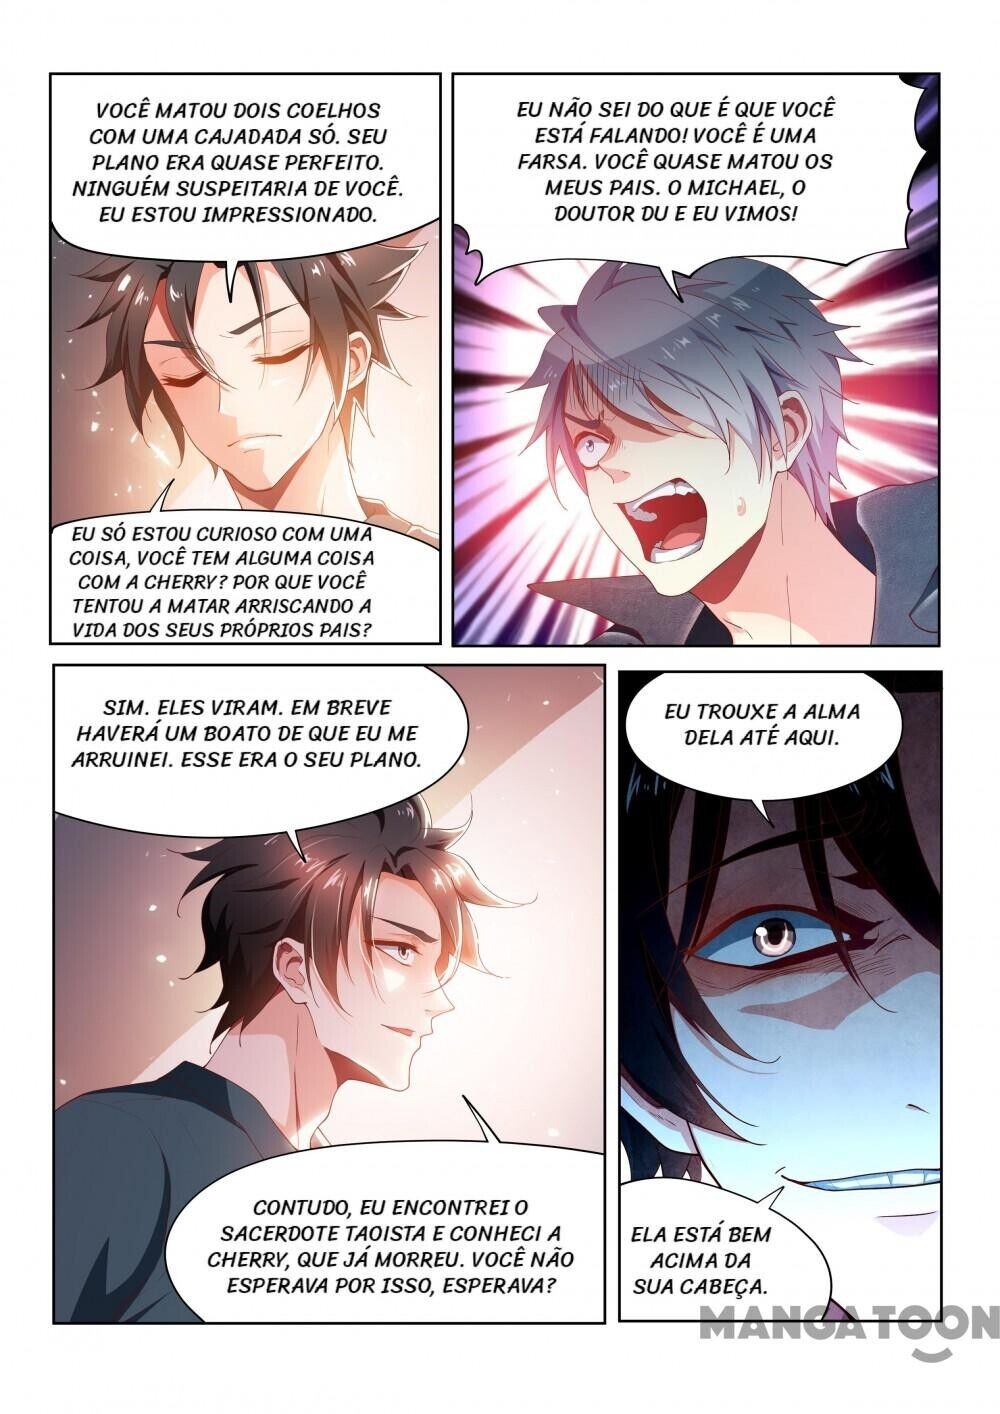 VOCÊ MATOU DOIS COELHOS
COM UMA CAJADADA SÓ. SEU
PLANO ERA QUASE PERFEITO.
NINGUÉM SUSPEITARIA DE VOCÊ.
EU ESTOU IMPRESSIONADO.
EU SÓ ESTOU CURIOSO COM UMA
COISA, VOCÊ TEM ALGUMA COISA
COM A CHERRY? POR QUE VOCÊ
TENTOU A MATAR ARRISCANDO A
VIDA DOS SEUS PRÓPRIOS PAIS?
EU NÃO SEI DO QUE É QUE VOCÊ
ESTÁ FALANDO! VOCÊ É UMA
FARSA. VOCÊ QUASE MATOU OS
MEUS PAIS. O MICHAEL, O
DOUTOR DU E EU VIMOS!
SIM. ELES VIRAM. EM BREVE
HAVERÁ UM BOATO DE QUE EU ME
ARRUINEI. ESSE ERA O SEU PLANO.
CONTUDO, EU ENCONTREI O
SACERDOTE TAOISTA E CONHECI A
CHERRY, QUE JÁ MORREU. VOCÊ NÃO
ESPERAVA POR ISSO, ESPERAVA?
EU TROUXE A ALMA
DELA ATÉ AQUI.
ELA ESTÁ BEM
ACIMA DA
SUA CABEÇA.
MANGATOON